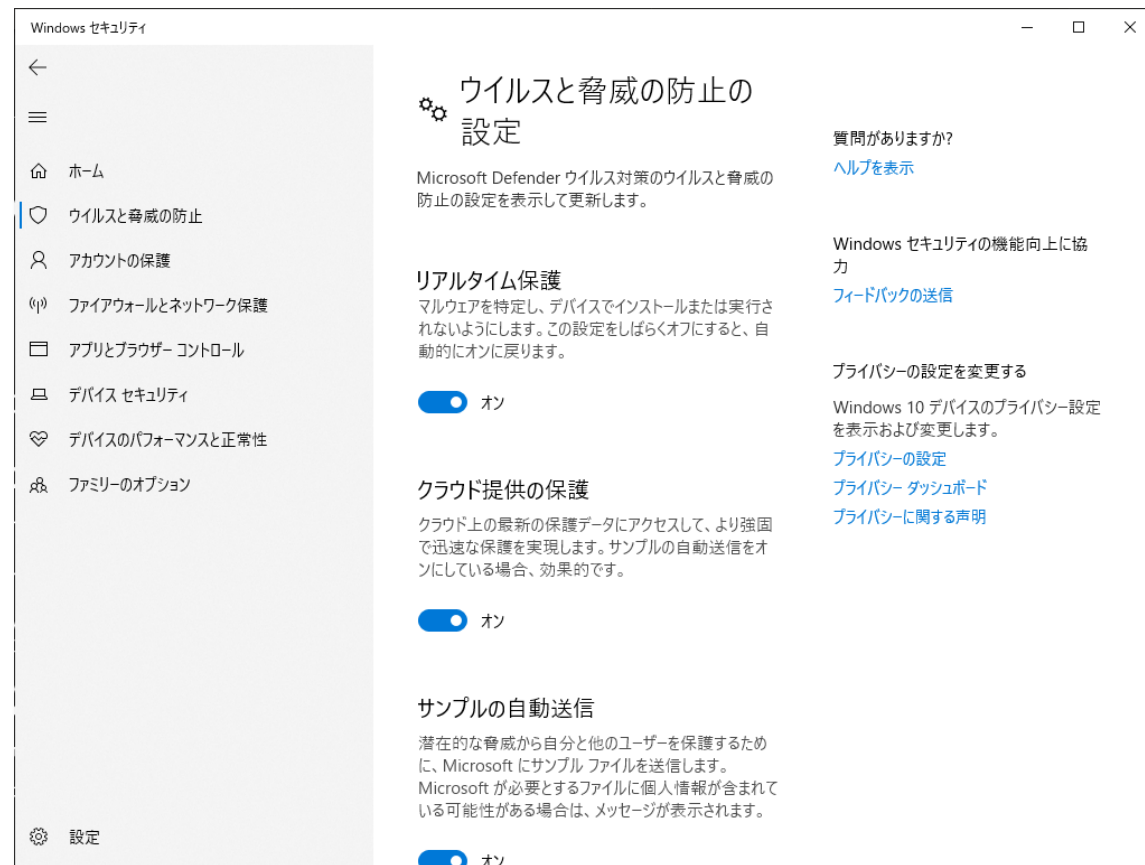 Windows セキュリティ
ホーム
ウイルスと脅威の防止
アカウントの保護
ファイアウォールとネットワーク保護
アプリとブラウザー コントロール
デバイス セキュリティ
デバイスのパフォーマンスと正常性
ファミリーのオプション
設定
ウイルスと脅威の防止の
設定
Microsoft Defender ウイルス対策のウイルスと脅威の
防止の設定を表示して更新します。
リアルタイム保護
マルウェアを特定し、デバイスでインストールまたは実行さ
れないようにします。この設定をしばらくオフにすると、自
動的にオンに戻ります。
オン
クラウド提供の保護
クラウド上の最新の保護データにアクセスして、より強固
で迅速な保護を実現します。サンプルの自動送信をオ
ンにしている場合、効果的です。
オン
サンプルの自動送信
潜在的な脅威から自分と他のユーザーを保護するため
に、Microsoft にサンプル ファイルを送信します。
Microsoft が必要とするファイルに個人情報が含まれて
いる可能性がある場合は、メッセージが表示されます。
オン
質問がありますか?
ヘルプを表示
Windows セキュリティの機能向上に協
力
フィードバックの送信
プライバシーの設定を変更する
Windows 10 デバイスのプライバシー設定
を表示および変更します。
プライバシーの設定
プライバシー ダッシュボード
プライバシーに関する声明